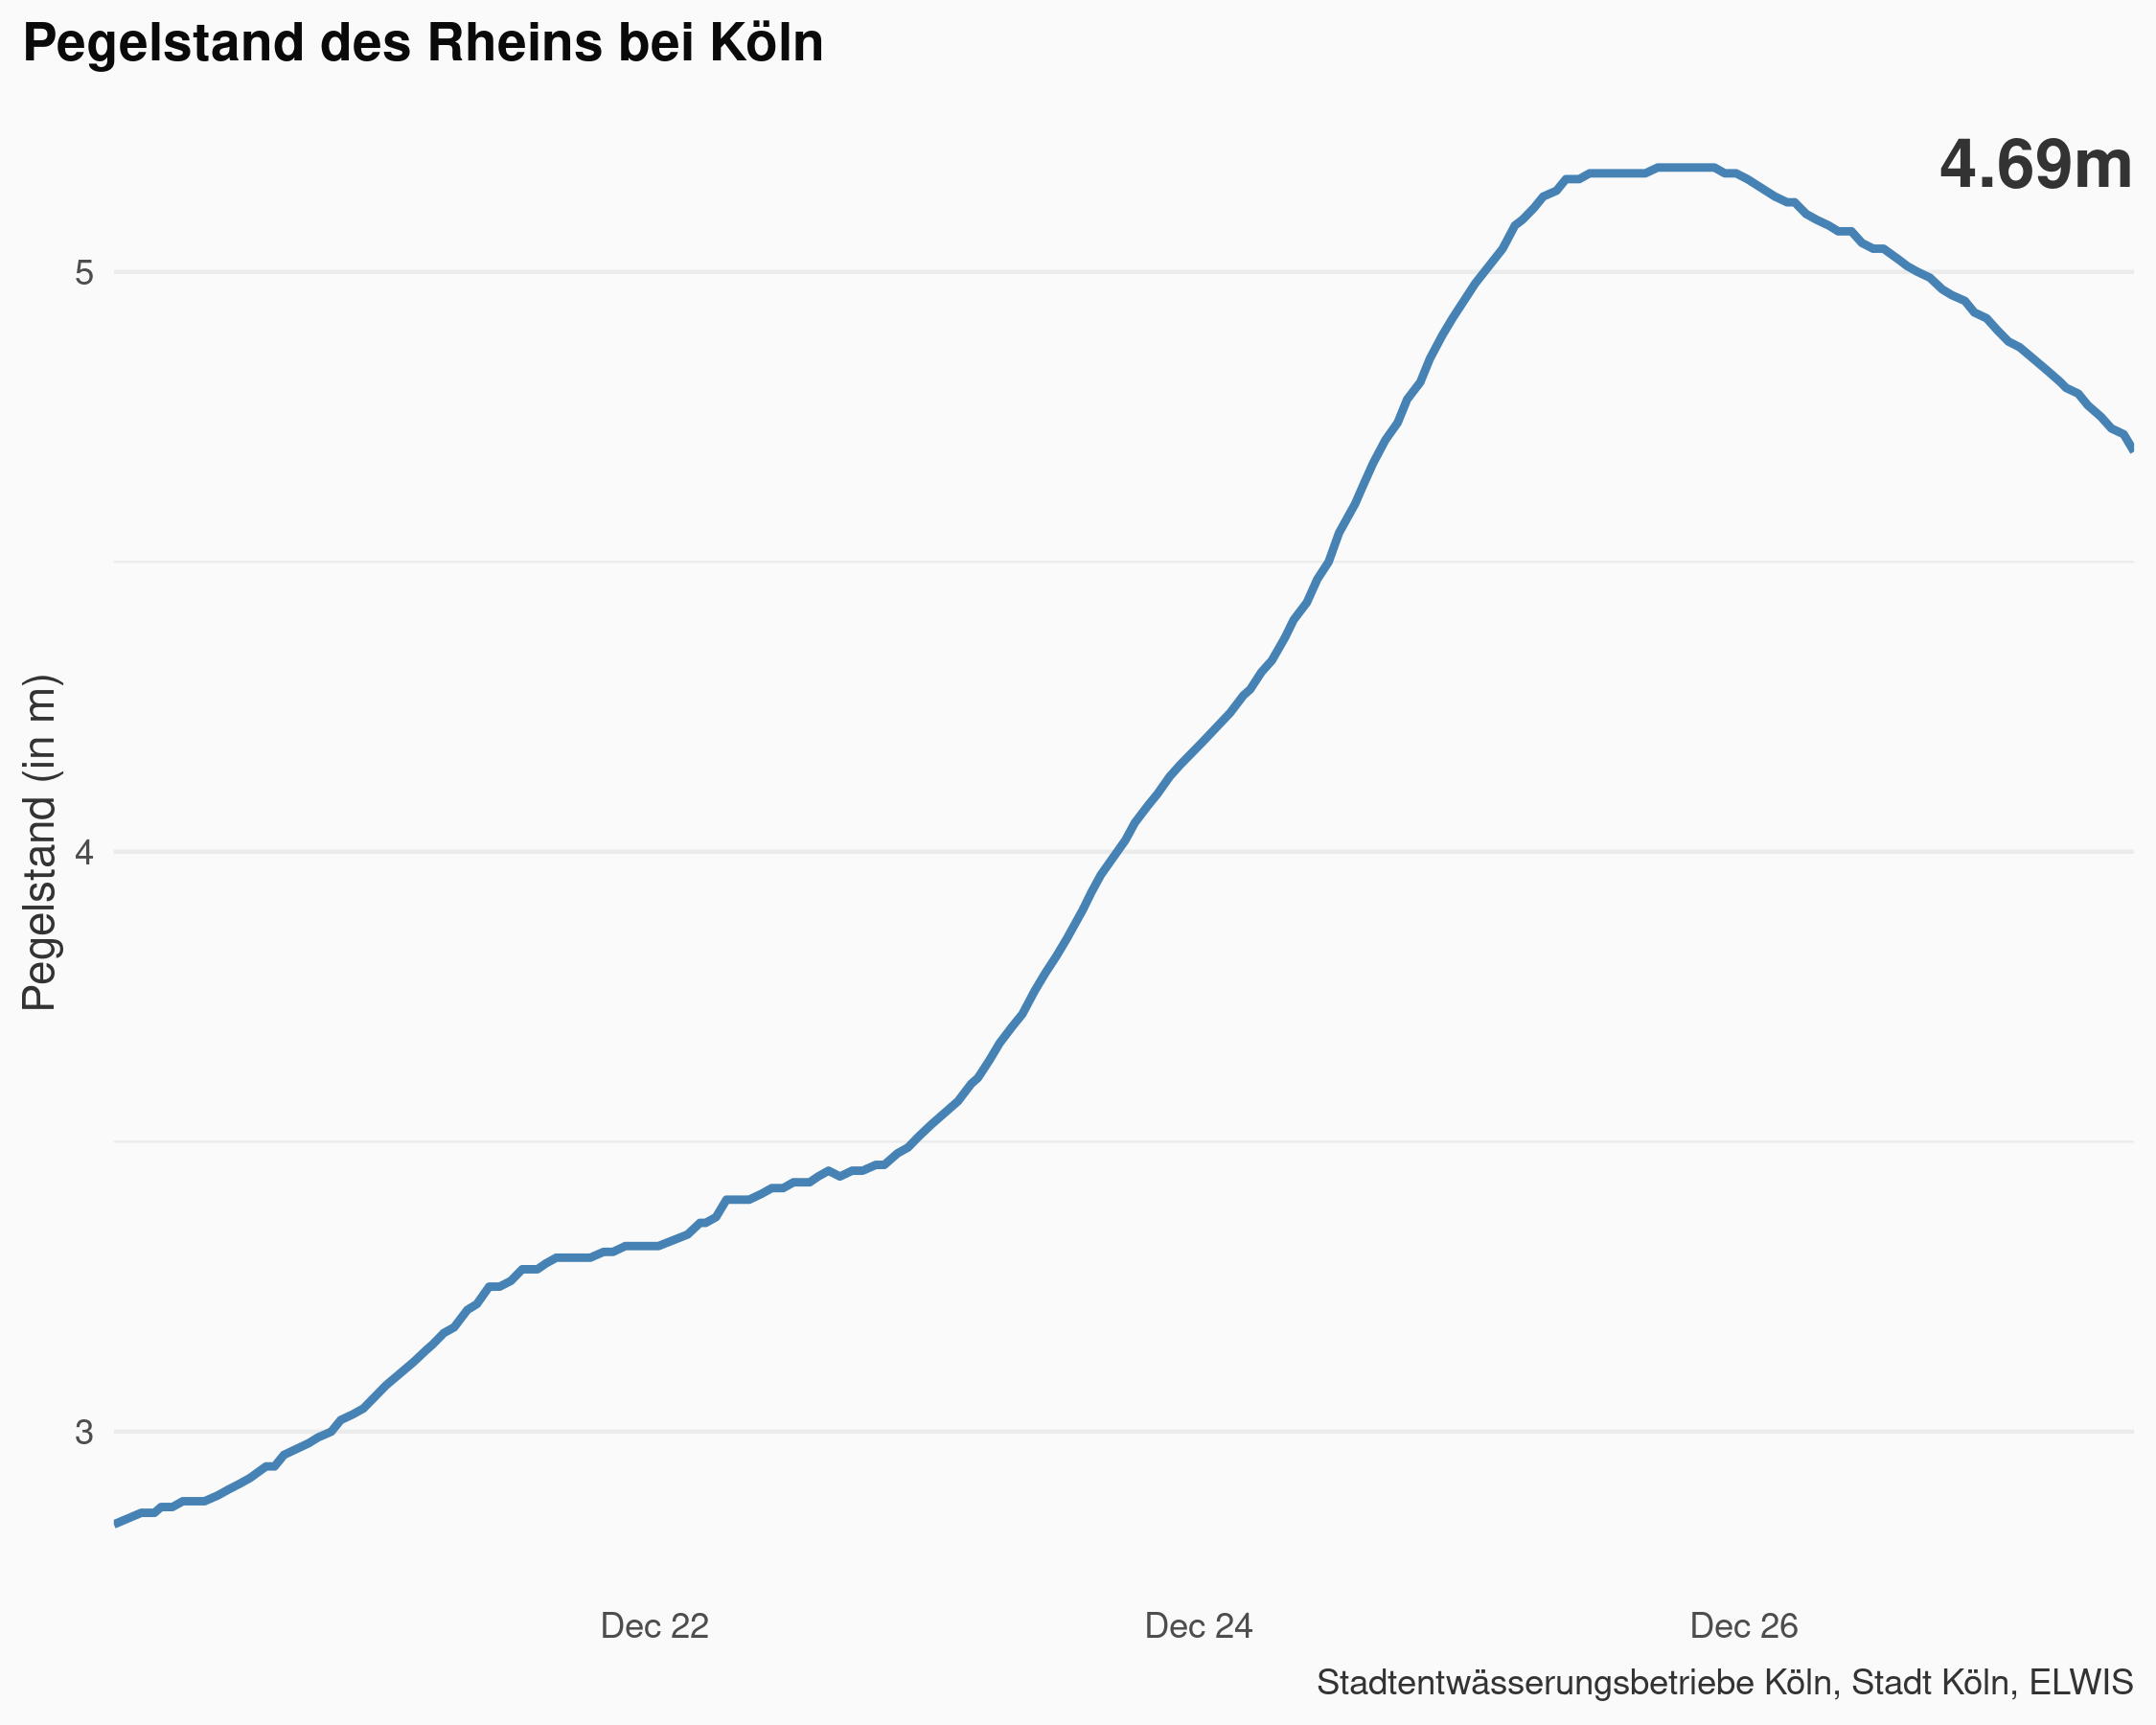 Pegelstand des Rheins bei Köln
4.69m
Pegelstand (in m)
5
4
3
Dec 22
Dec 24
Dec 26
Stadtentwässerungsbetriebe Köln, Stadt Köln, ELWIS